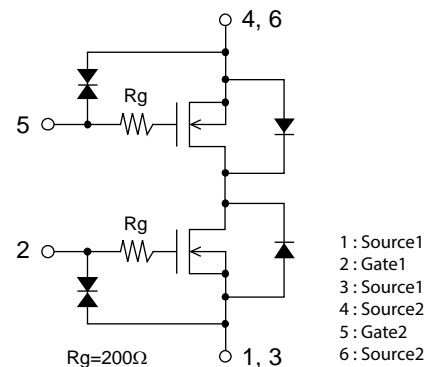 4, 6
Rg
5
Rg
2
1 : Source1
2 : Gate1
3 : Source1
4 : Source2
5 : Gate2
6 : Source2
Rg=200Ω
1, 3